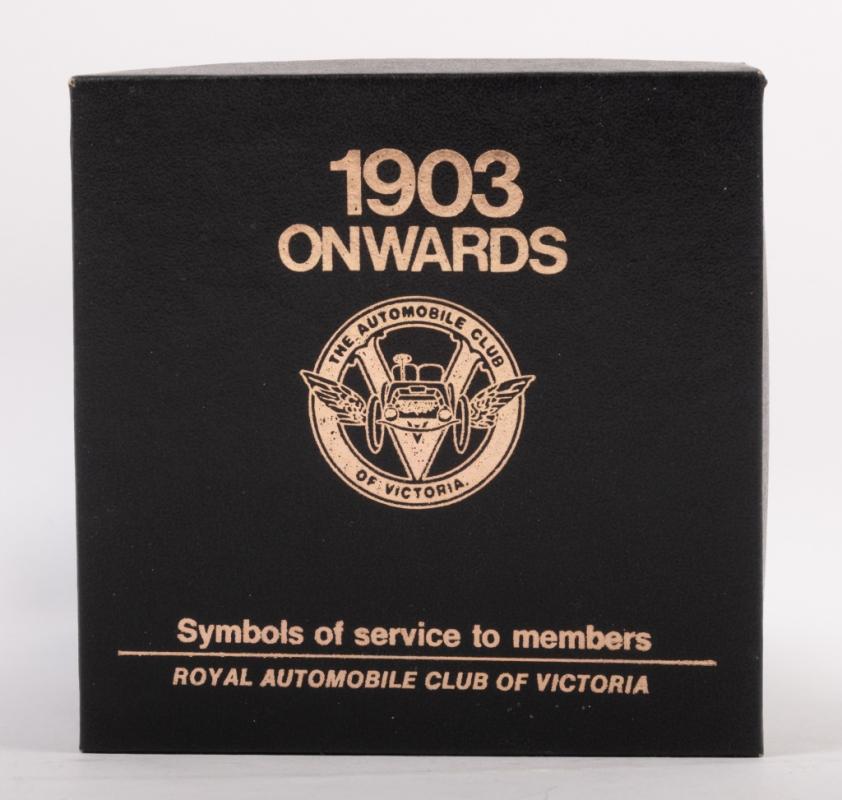 1903
ONWARDS
THE AUTOMOBILE CLUB
OF VICTORIA.
Symbols of service to members
ROYAL AUTOMOBILE CLUB OF VICTORIA